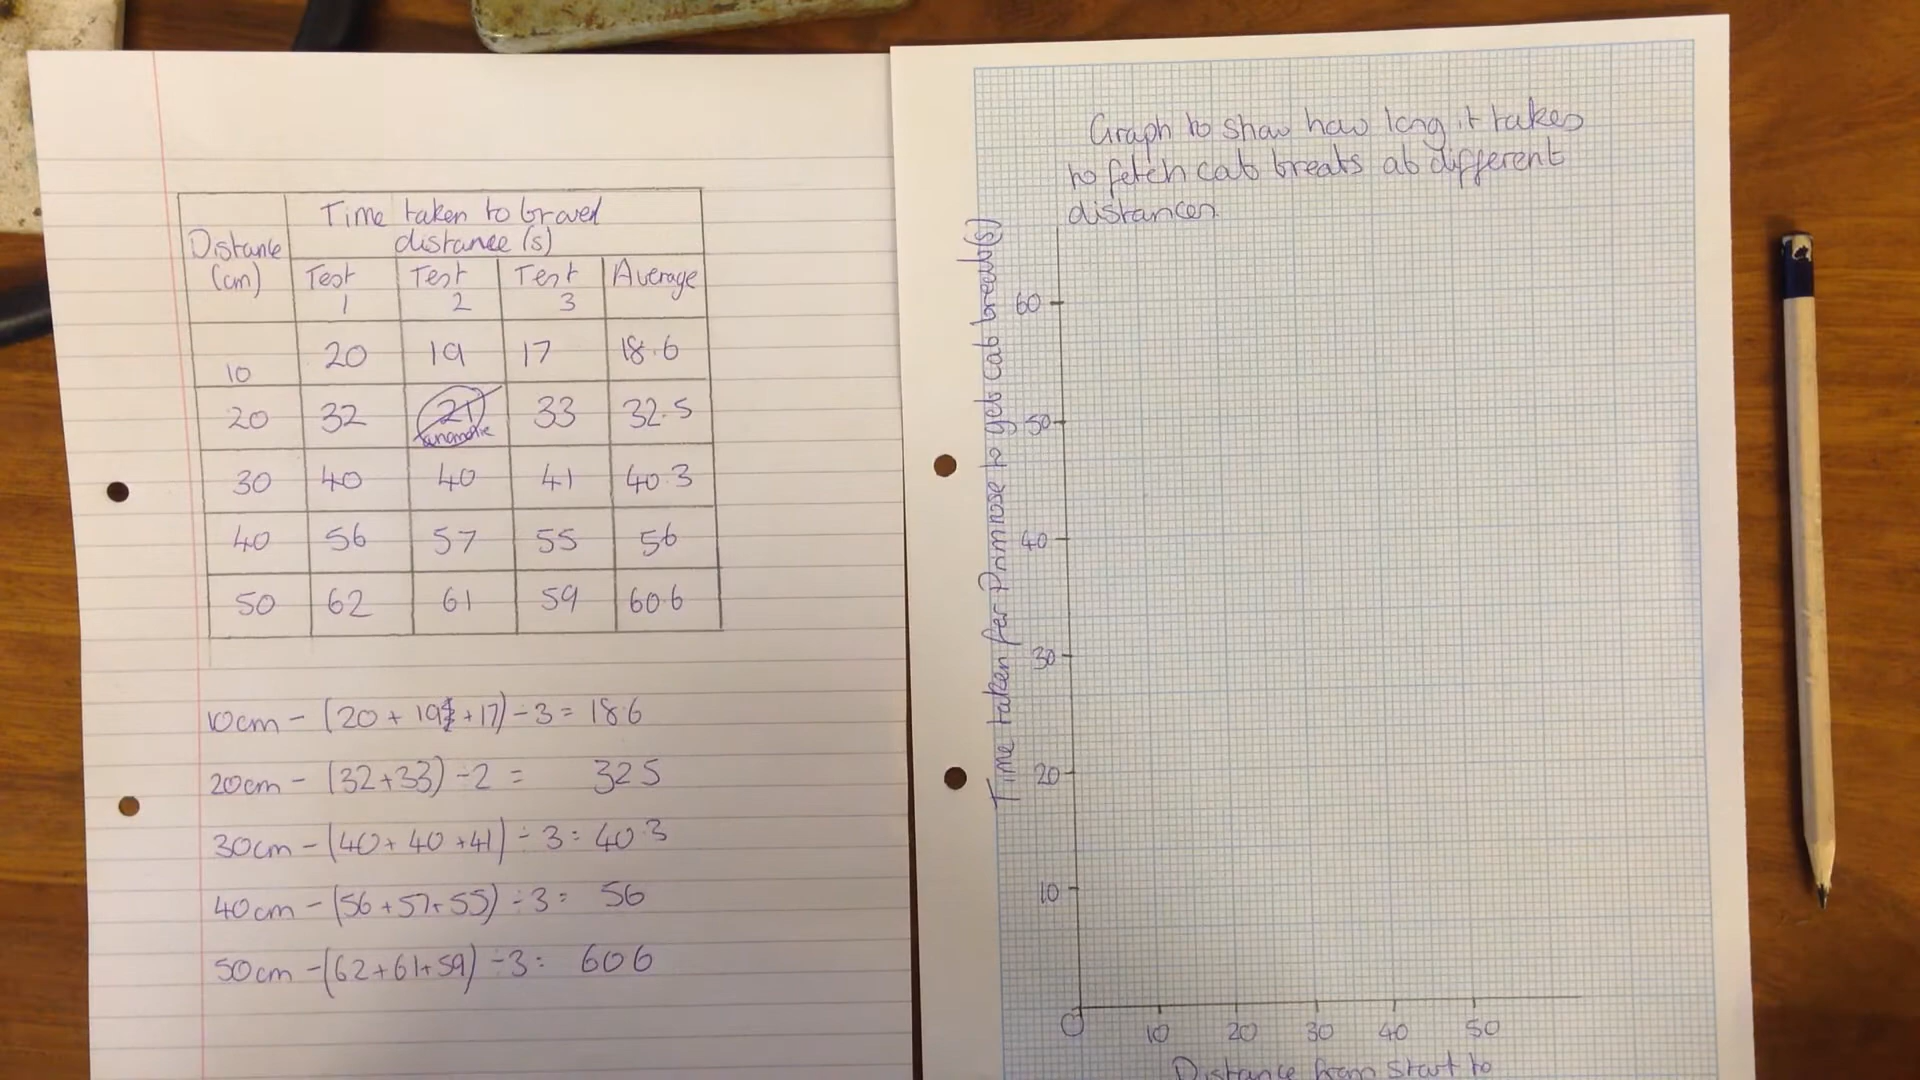 Time taken to travel
distance (s)
Distance
(cm)
Test
1
Test
2
Test
3
Average
10 20 19 17 18.6
20 32 21 33 32.5
30 40 40 41 40.3
40 56 57 55 56
50 62 61 59 60.6
10cm - (20 + 19 + 17) ÷ 3 = 18.6
20cm - (32+33) ÷ 2 = 32.5
30cm - (40+ 40 +41) ÷ 3 = 40.3
40cm - (56 +57+ 55) ÷ 3 = 56
50cm - (62+61+59) ÷ 3 = 60.6
Graph to show how long it takes
to fetch cat treats at different
distances.
Time taken for Primrose to get cat treats (s)
60
50
40
30
20
10
0 10 20 30 40 50
Distance from start to